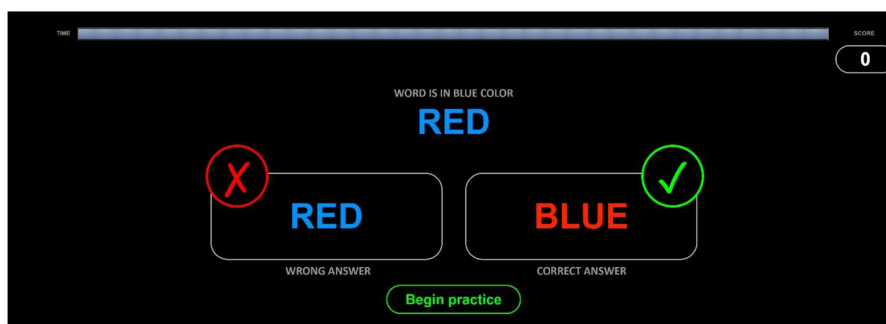 TIME
SCORE
0
WORD IS IN BLUE COLOR
RED
RED
BLUE
WRONG ANSWER
CORRECT ANSWER
Begin practice